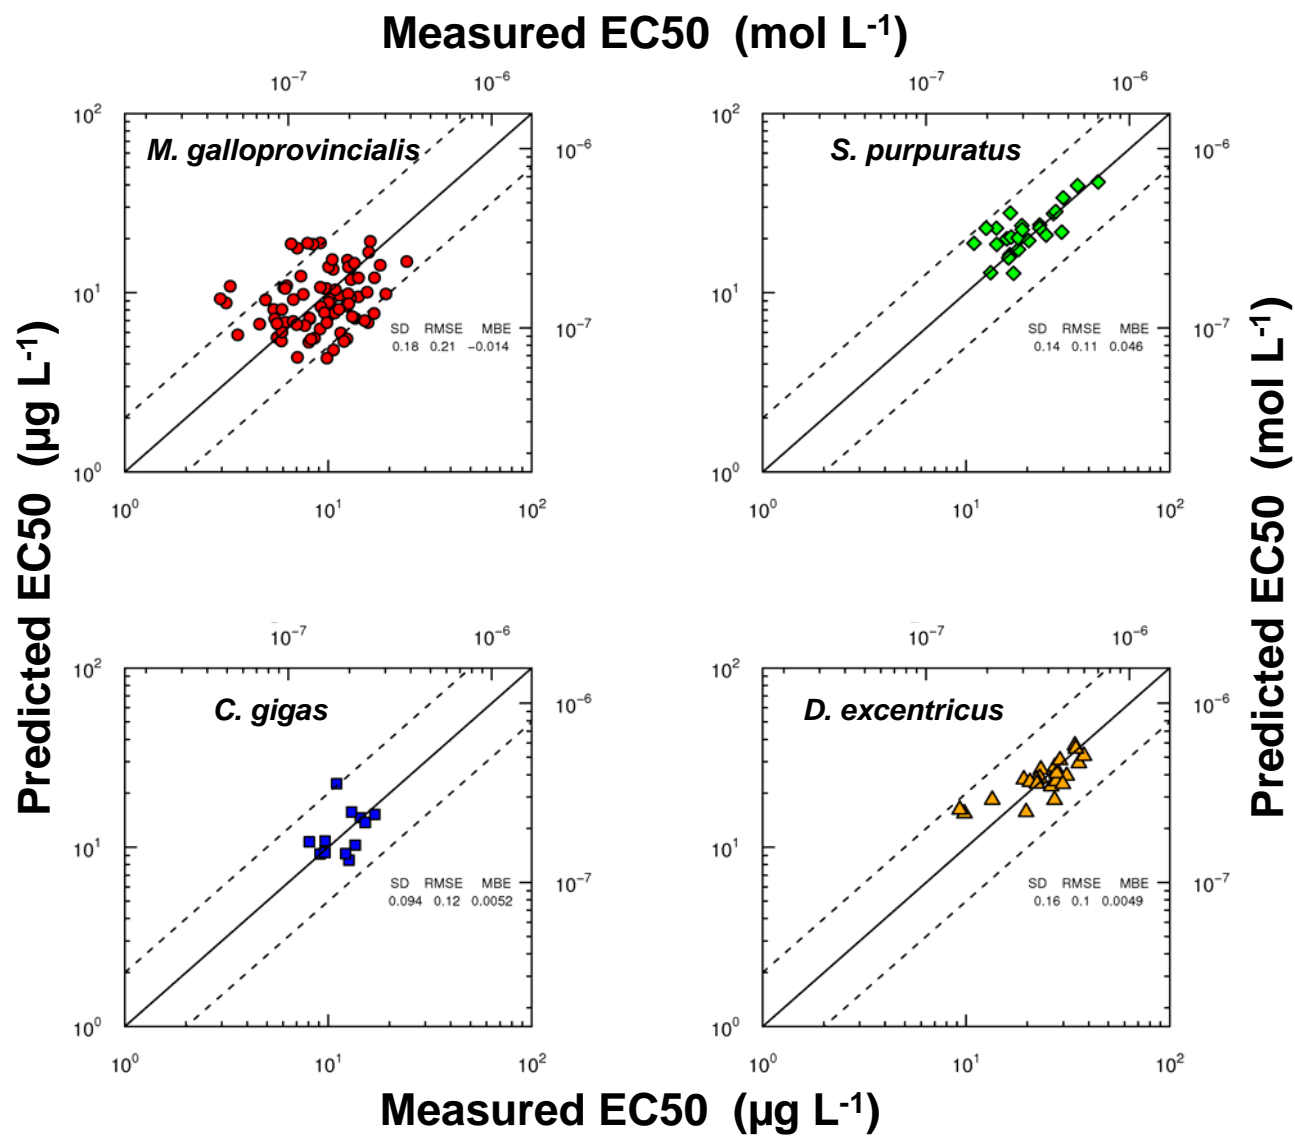 Measured EC50 (mol L-1)
10⁻⁷ 10⁻⁶ 10⁻⁷ 10⁻⁶
10² 10²
M. galloprovincialis S. purpuratus
10⁻⁶ 10⁻⁶
10¹ 10¹
SD RMSE MBE SD RMSE MBE
0.18 0.21 −0.014 0.14 0.11 0.046
10⁻⁷ 10⁻⁷
10⁰ 10⁰
10⁰ 10¹ 10² 10⁰ 10¹ 10²
Predicted EC50 (µg L-1)
Predicted EC50 (mol L-1)
10⁻⁷ 10⁻⁶ 10⁻⁷ 10⁻⁶
10² 10²
C. gigas D. excentricus
10⁻⁶ 10⁻⁶
10¹ 10¹
SD RMSE MBE SD RMSE MBE
0.094 0.12 0.0052 0.16 0.1 0.0049
10⁻⁷ 10⁻⁷
10⁰ 10⁰
10⁰ 10¹ 10² 10⁰ 10¹ 10²
Measured EC50 (µg L-1)